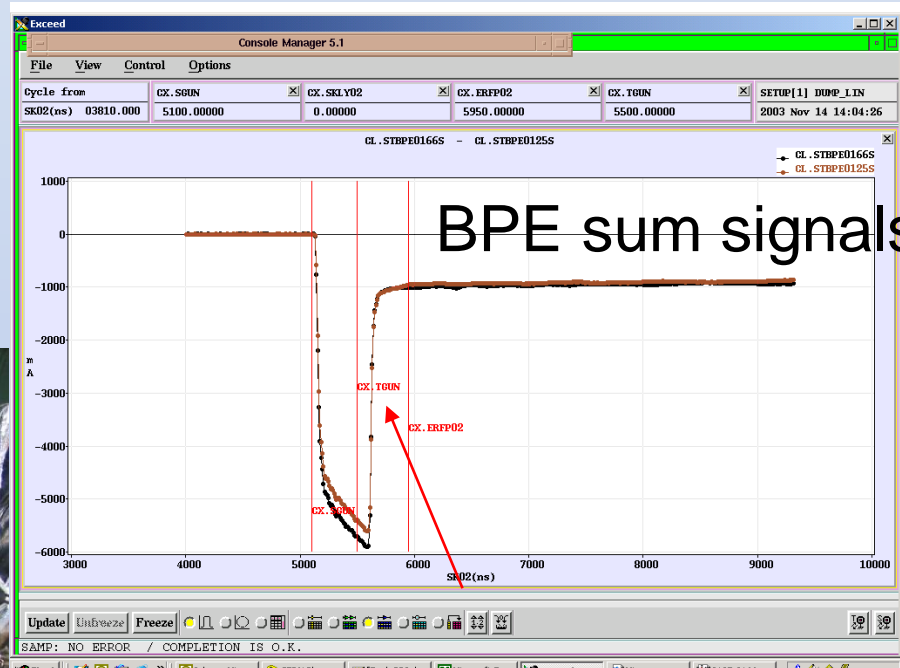 Exceed
Console Manager 5.1
File View Control Options
Cycle from
SK02(ns) 03810.000
CX.SGUN
5100.00000
CX.SKLY02
0.00000
CX.ERFP02
5950.00000
CX.TGUN
5500.00000
SETUP[1] DUMP_LIN
2003 Nov 14 14:04:26
CL.STBPE0166S - CL.STBPE0125S
CL.STBPE0166S
CL.STBPE0125S
BPE sum signals
1000
0
-1000
-2000
-3000
-4000
-5000
-6000
mA
CX.TGUN
CX.ERFP02
CX.SGUN
3000 4000 5000 6000 7000 8000 9000 10000
SK02(ns)
Update Unfreeze Freeze
SAMP: NO ERROR / COMPLETION IS O.K.